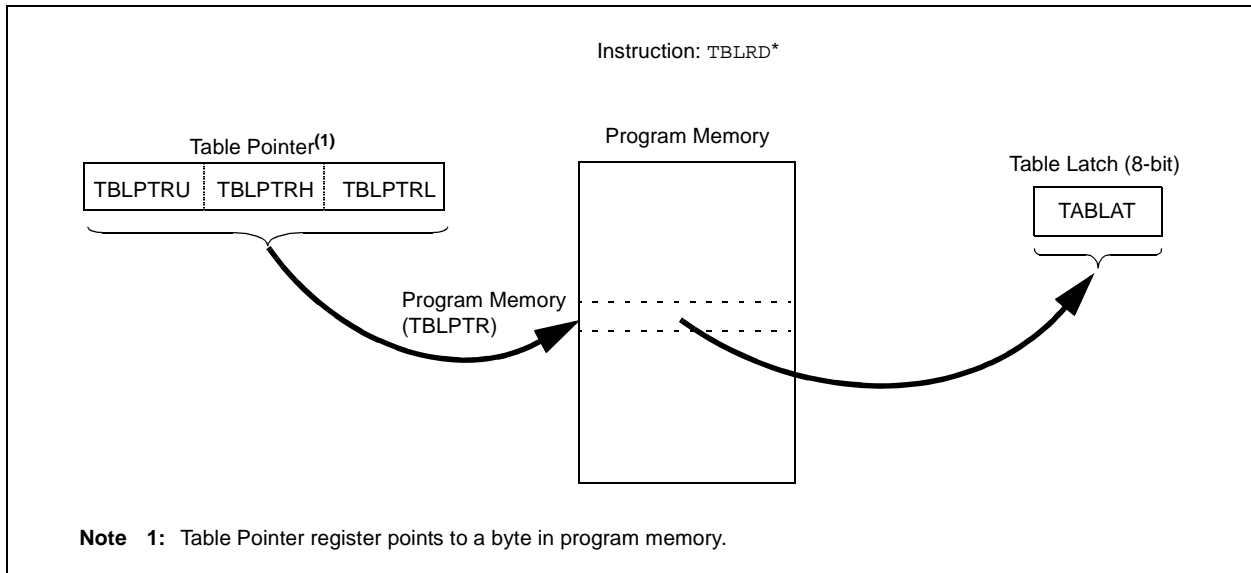 Instruction: TBLRD*
Table Pointer(1)
TBLPTRU TBLPTRH TBLPTRL
Program Memory
Table Latch (8-bit)
TABLAT
Program Memory
(TBLPTR)
Note 1: Table Pointer register points to a byte in program memory.